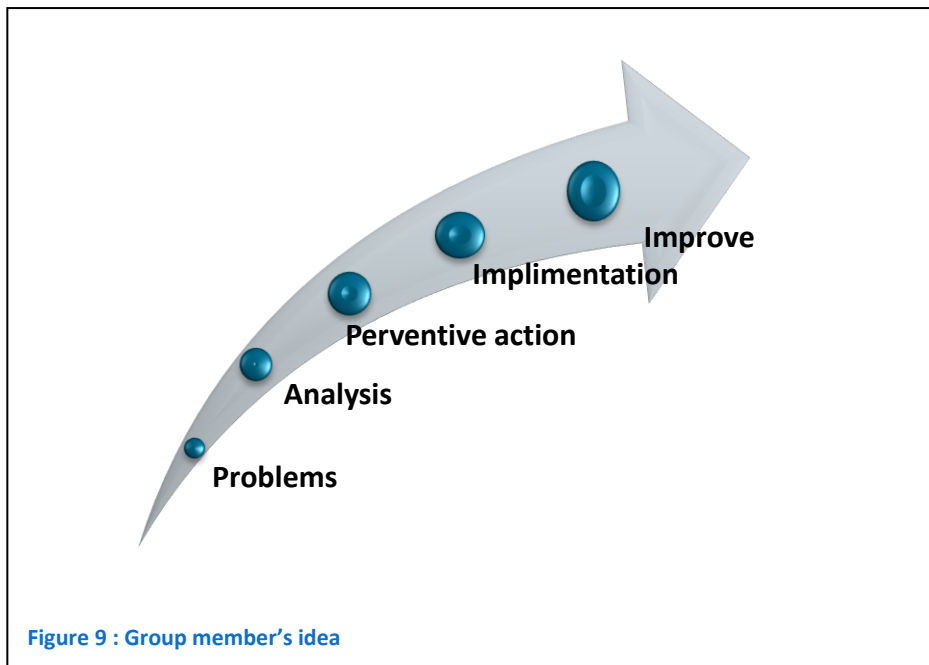 Improve
Implimentation
Perventive action
Analysis
Problems
Figure 9 : Group member’s idea